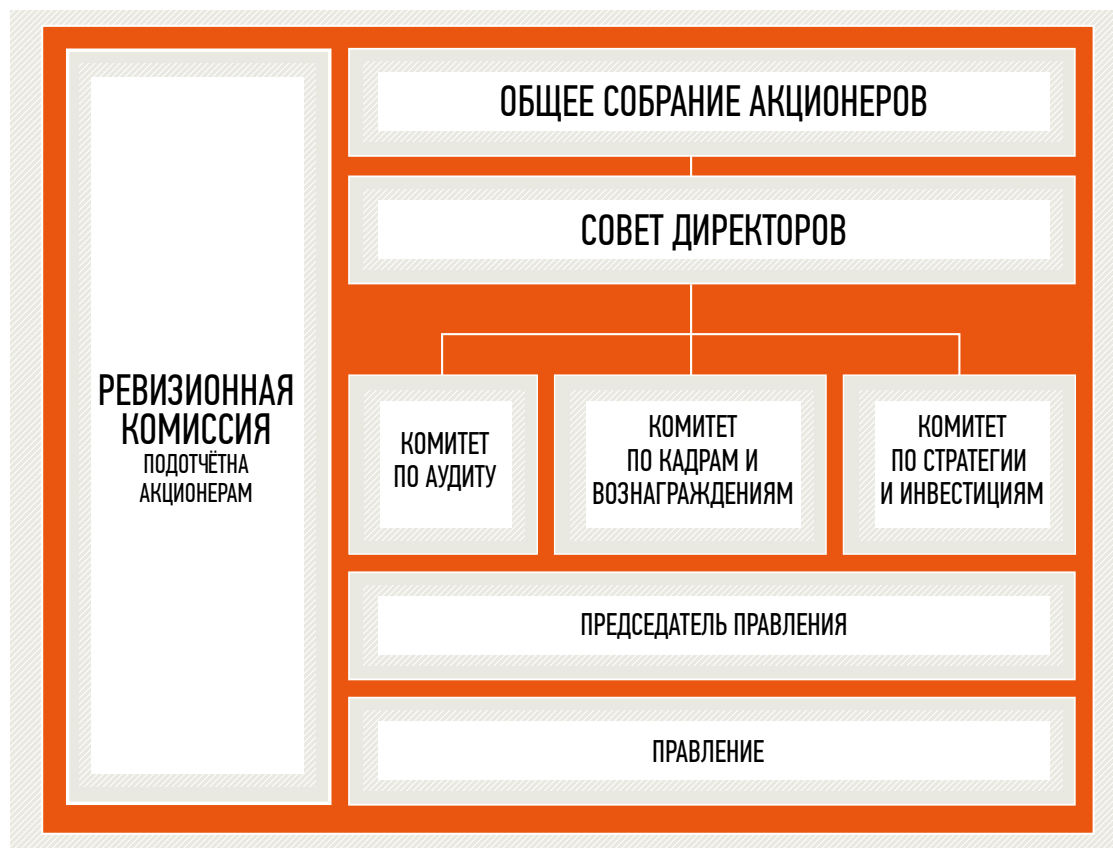 РЕВИЗИОННАЯ
КОМИССИЯ
ПОДОТЧЁТНА
АКЦИОНЕРАМ
ОБЩЕЕ СОБРАНИЕ АКЦИОНЕРОВ
СОВЕТ ДИРЕКТОРОВ
КОМИТЕТ
ПО АУДИТУ
КОМИТЕТ
ПО КАДРАМ И
ВОЗНАГРАЖДЕНИЯМ
КОМИТЕТ
ПО СТРАТЕГИИ
И ИНВЕСТИЦИЯМ
ПРЕДСЕДАТЕЛЬ ПРАВЛЕНИЯ
ПРАВЛЕНИЕ